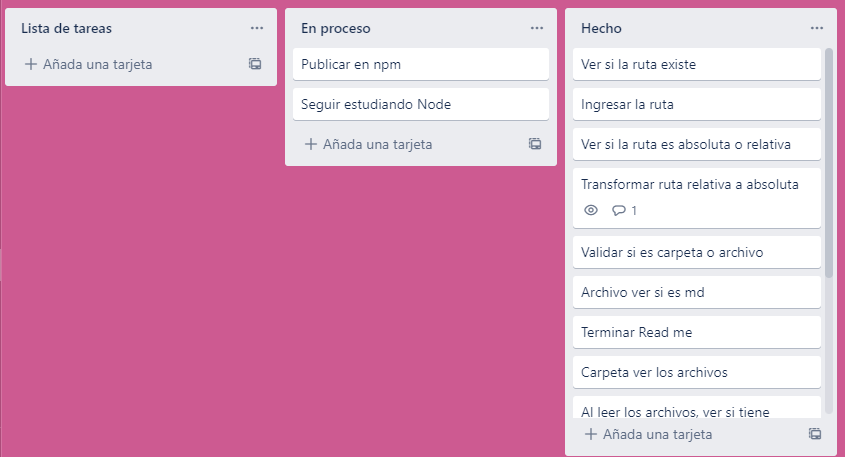 Lista de tareas
Añada una tarjeta
En proceso
Publicar en npm
Seguir estudiando Node
Añada una tarjeta
Hecho
Ver si la ruta existe
Ingresar la ruta
Ver si la ruta es absoluta o relativa
Transformar ruta relativa a absoluta
1
Validar si es carpeta o archivo
Archivo ver si es md
Terminar Read me
Carpeta ver los archivos
Al leer los archivos, ver si tiene
Añada una tarjeta